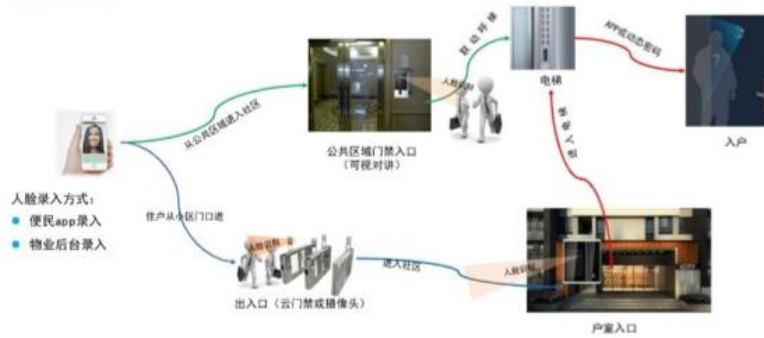 联动呼梯
APP或动态密码
人脸识别
电梯
从公共区域进入社区
入户
公共区域门禁入口
（可视对讲）
进入电梯
人脸录入方式：
便民app录入
物业后台录入
住户从小区门口进
人脸识别
进入社区
人脸识别
出入口（云门禁或摄像头）
户室入口